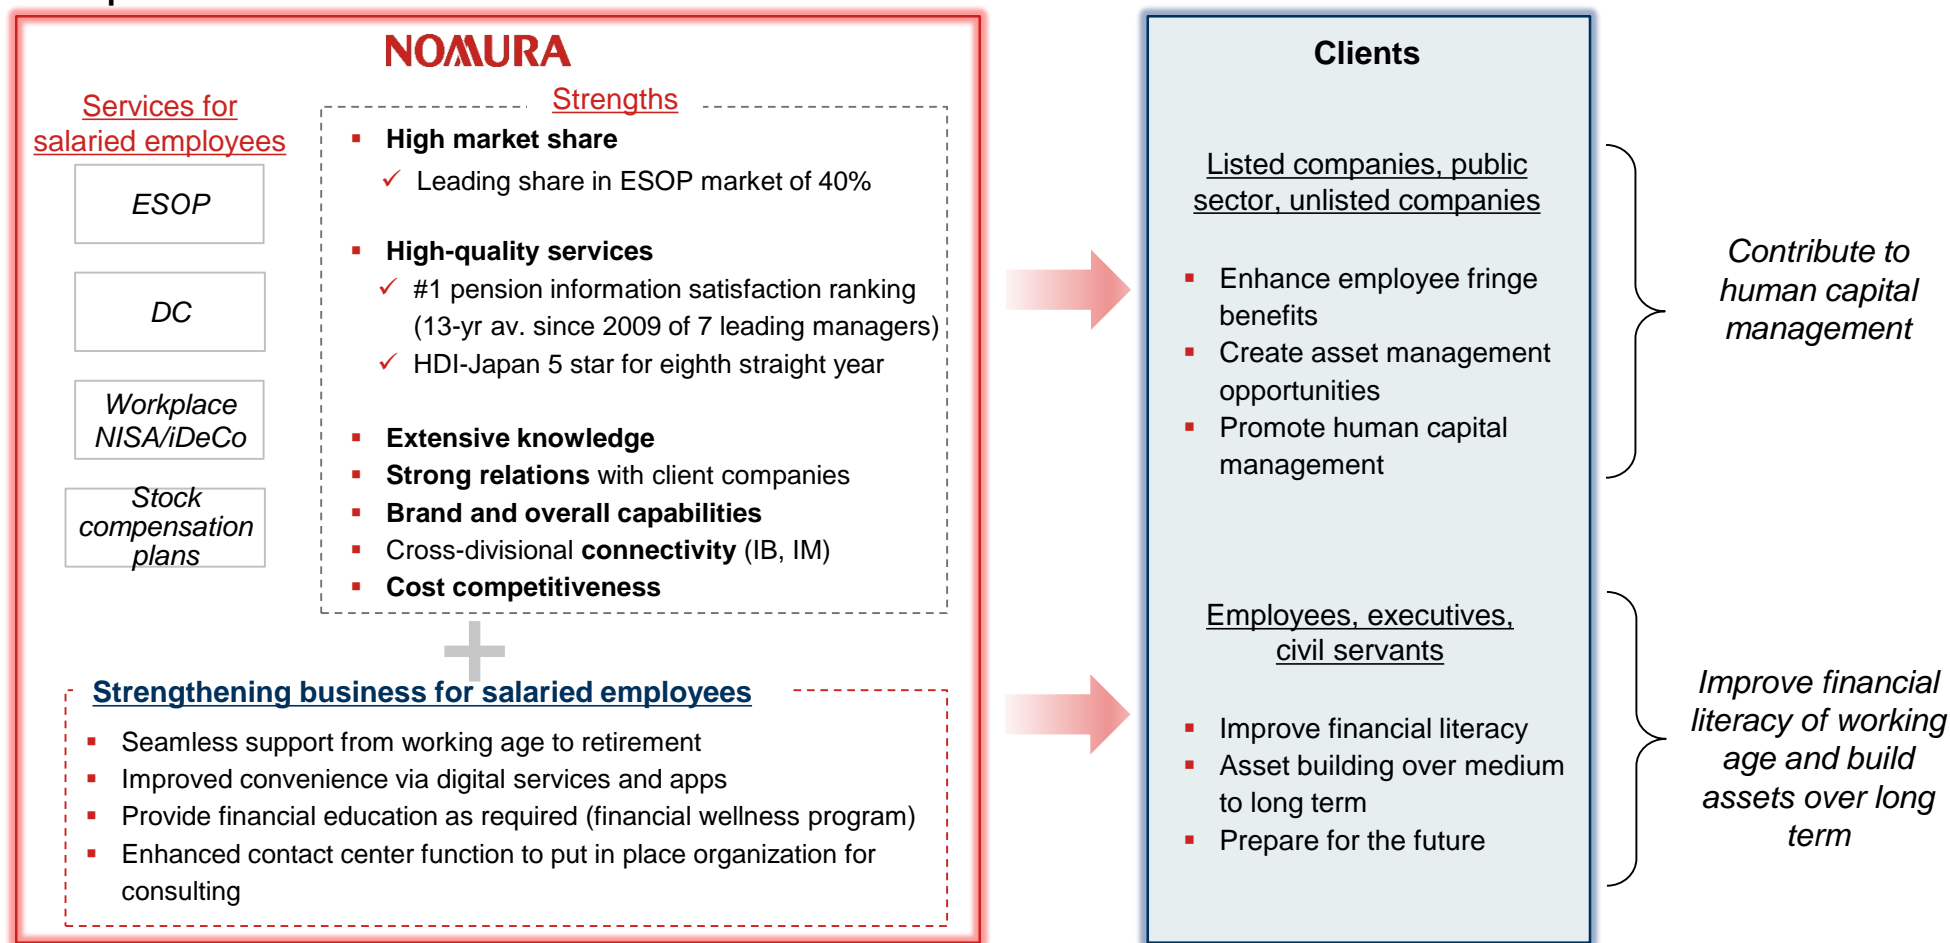 NOMURA
Services for
salaried employees
ESOP
DC
Workplace
NISA/iDeCo
Stock
compensation
plans
Strengths
▪ High market share
✓ Leading share in ESOP market of 40%
▪ High-quality services
✓ #1 pension information satisfaction ranking
(13-yr av. since 2009 of 7 leading managers)
✓ HDI-Japan 5 star for eighth straight year
▪ Extensive knowledge
▪ Strong relations with client companies
▪ Brand and overall capabilities
▪ Cross-divisional connectivity (IB, IM)
▪ Cost competitiveness
Strengthening business for salaried employees
▪ Seamless support from working age to retirement
▪ Improved convenience via digital services and apps
▪ Provide financial education as required (financial wellness program)
▪ Enhanced contact center function to put in place organization for
consulting
Clients
Listed companies, public
sector, unlisted companies
▪ Enhance employee fringe
benefits
▪ Create asset management
opportunities
▪ Promote human capital
management
Employees, executives,
civil servants
▪ Improve financial literacy
▪ Asset building over medium
to long term
▪ Prepare for the future
Contribute to
human capital
management
Improve financial
literacy of working
age and build
assets over long
term